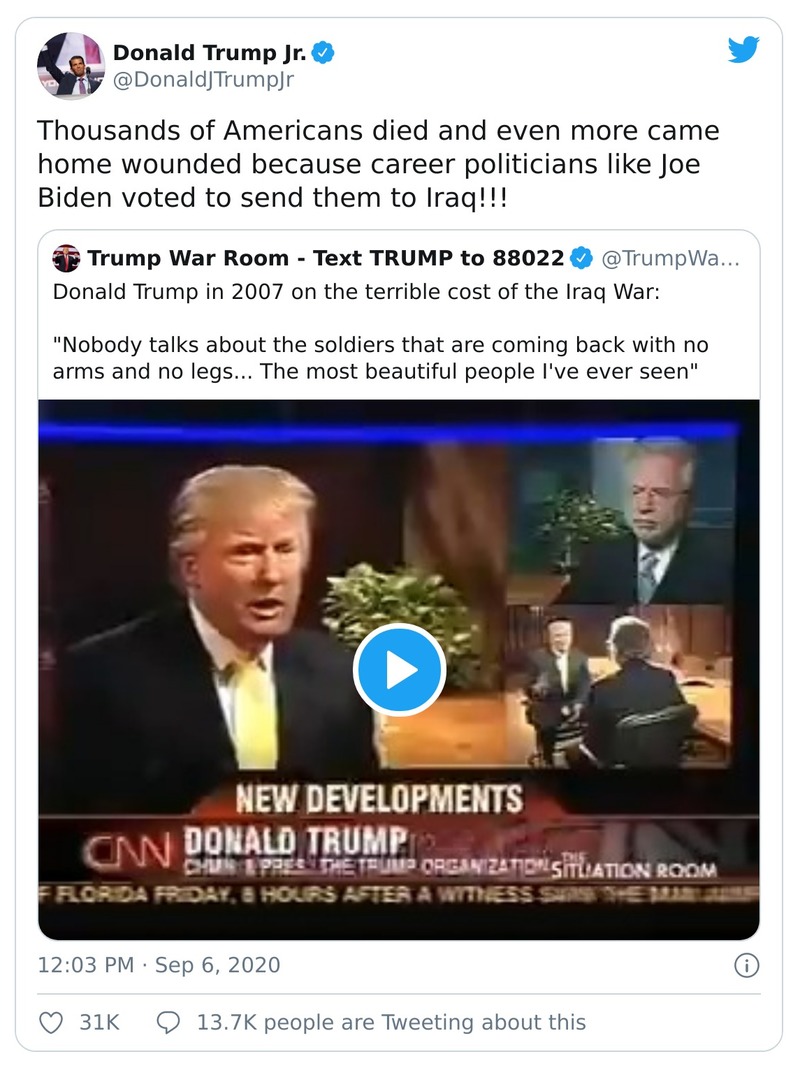 Donald Trump Jr.
@DonaldJTrumpJr
Thousands of Americans died and even more came
home wounded because career politicians like Joe
Biden voted to send them to Iraq!!!
Trump War Room - Text TRUMP to 88022 @TrumpWa...
Donald Trump in 2007 on the terrible cost of the Iraq War:
"Nobody talks about the soldiers that are coming back with no
arms and no legs... The most beautiful people I've ever seen"
NEW DEVELOPMENTS
CNN DONALD TRUMP
CHMN & PRES THE TRUMP ORGANIZATION THE SITUATION ROOM
F FLORIDA FRIDAY, 8 HOURS AFTER A WITNESS THE MAN
12:03 PM · Sep 6, 2020
31K 13.7K people are Tweeting about this